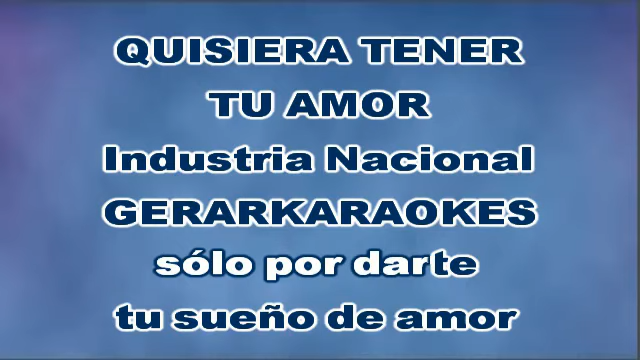 QUISIERA TENER
TU AMOR
Industria Nacional
GERARKARAOKES
sólo por darte
tu sueño de amor